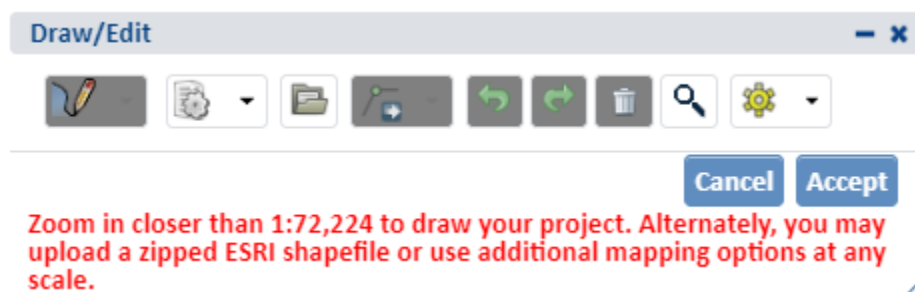 Draw/Edit
Cancel Accept
Zoom in closer than 1:72,224 to draw your project. Alternately, you may
upload a zipped ESRI shapefile or use additional mapping options at any
scale.